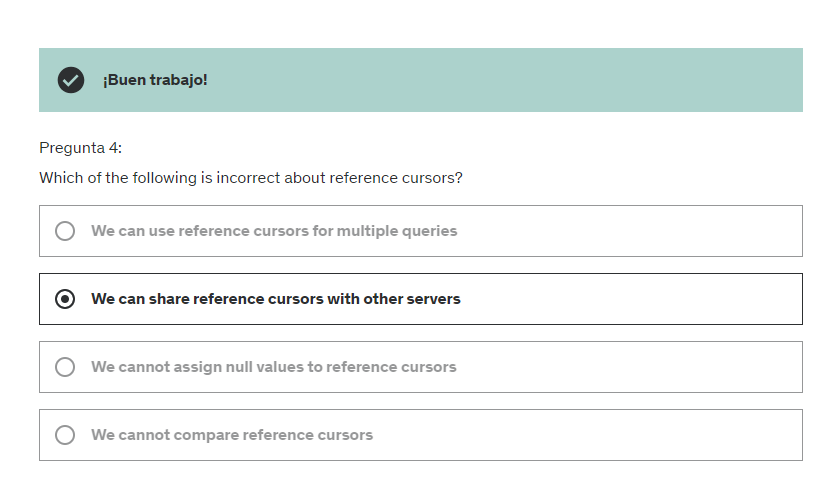 ¡Buen trabajo!
Pregunta 4:
Which of the following is incorrect about reference cursors?
We can use reference cursors for multiple queries
We can share reference cursors with other servers
We cannot assign null values to reference cursors
We cannot compare reference cursors